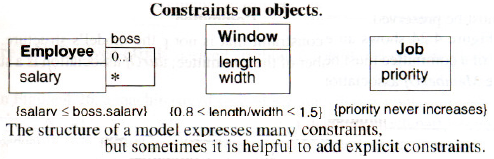 Constraints on objects.
boss
Employee
0..1
salary
*
Window
length
width
Job
priority
{salary ≤ boss.salary} {0.8 ≤ length/width ≤ 1.5} {priority never increases}
The structure of a model expresses many constraints,
but sometimes it is helpful to add explicit constraints.